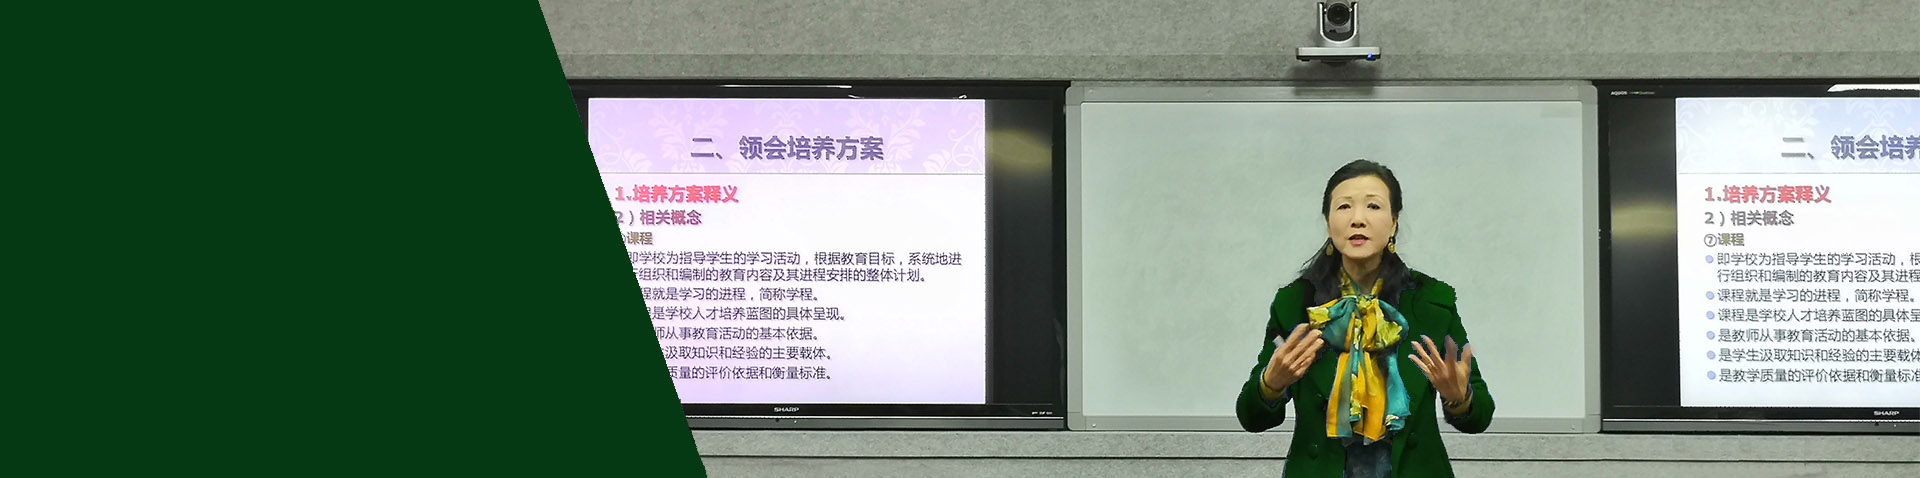 二、领会培养方案
1.培养方案释义
2）相关概念
课程
即学校为指导学生的学习活动，根据教育目标，系统地进
行组织和编制的教育内容及其进程安排的整体计划。
程就是学习的进程，简称学程。
是学校人才培养蓝图的具体呈现。
师从事教育活动的基本依据。
汲取知识和经验的主要载体。
质量的评价依据和衡量标准。
SHARP
AQUOS
二、领会培养
1.培养方案释义
2）相关概念
⑦课程
即学校为指导学生的学习活动，根
行组织和编制的教育内容及其进程
课程就是学习的进程，简称学程。
课程是学校人才培养蓝图的具体呈
是教师从事教育活动的基本依据。
是学生汲取知识和经验的主要载体
是教学质量的评价依据和衡量标准
SHARP